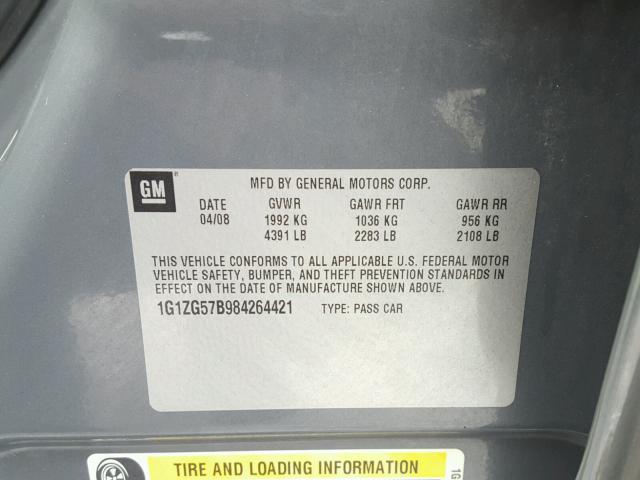 GM
MFD BY GENERAL MOTORS CORP.
DATE GVWR GAWR FRT GAWR RR
04/08 1992 KG 1036 KG 956 KG
4391 LB 2283 LB 2108 LB
THIS VEHICLE CONFORMS TO ALL APPLICABLE U.S. FEDERAL MOTOR
VEHICLE SAFETY, BUMPER, AND THEFT PREVENTION STANDARDS IN
EFFECT ON THE DATE OF MANUFACTURE SHOWN ABOVE.
1G1ZG57B984264421 TYPE: PASS CAR
TIRE AND LOADING INFORMATION
1G